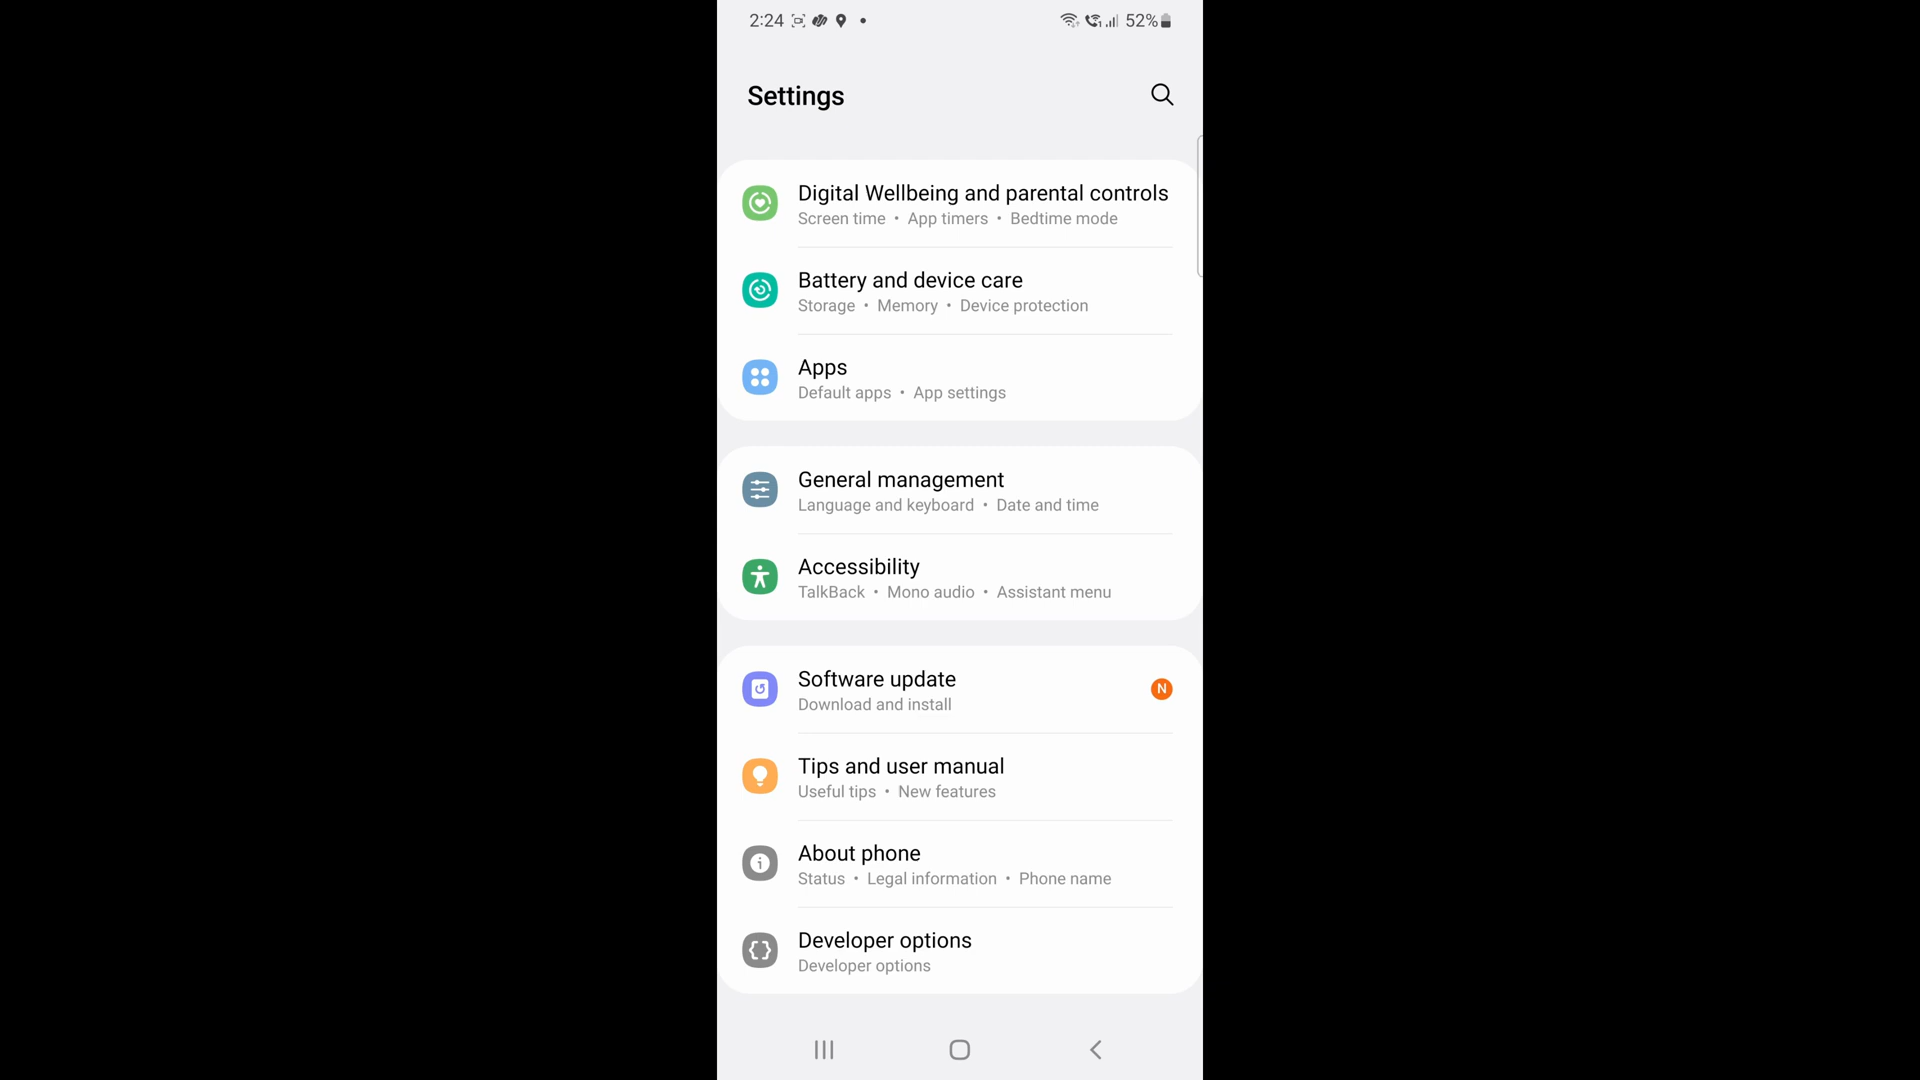 2:24 52%
Settings
Digital Wellbeing and parental controls
Screen time • App timers • Bedtime mode
Battery and device care
Storage • Memory • Device protection
Apps
Default apps • App settings
General management
Language and keyboard • Date and time
Accessibility
TalkBack • Mono audio • Assistant menu
Software update
N
Download and install
Tips and user manual
Useful tips • New features
About phone
Status • Legal information • Phone name
Developer options
Developer options